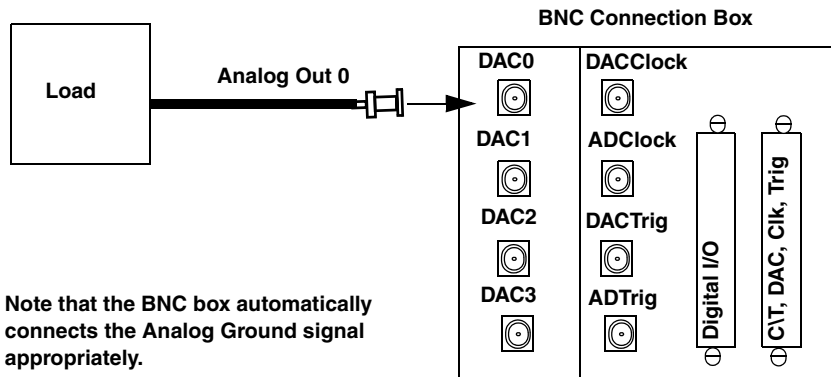 BNC Connection Box
Load
Analog Out 0
DAC0
DACClock
DAC1
ADClock
DAC2
DACTrig
DAC3
ADTrig
Digital I/O
C\T, DAC, Clk, Trig
Note that the BNC box automatically
connects the Analog Ground signal
appropriately.